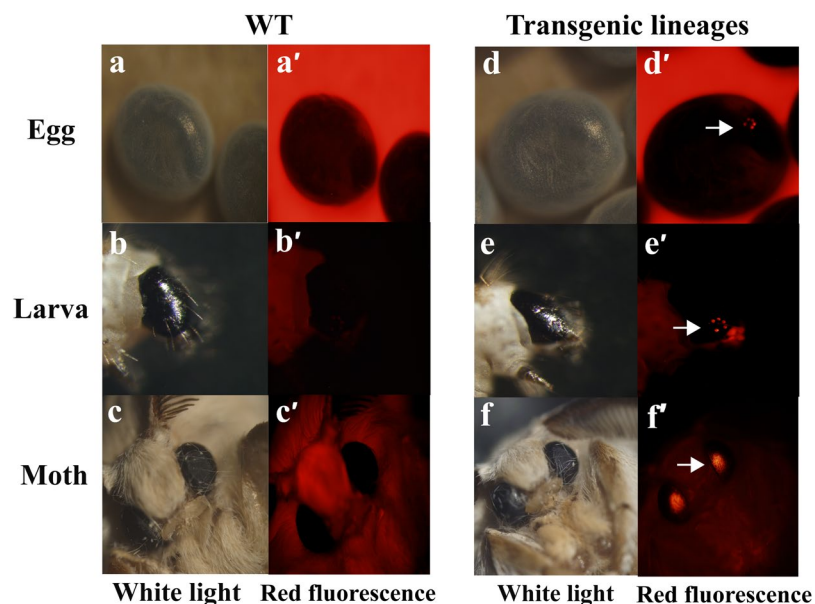 WT
Transgenic lineages
a
a′
d
d′
Egg
b
b′
e
e′
Larva
c
c′
f
f′
Moth
White light
Red fluorescence
White light
Red fluorescence